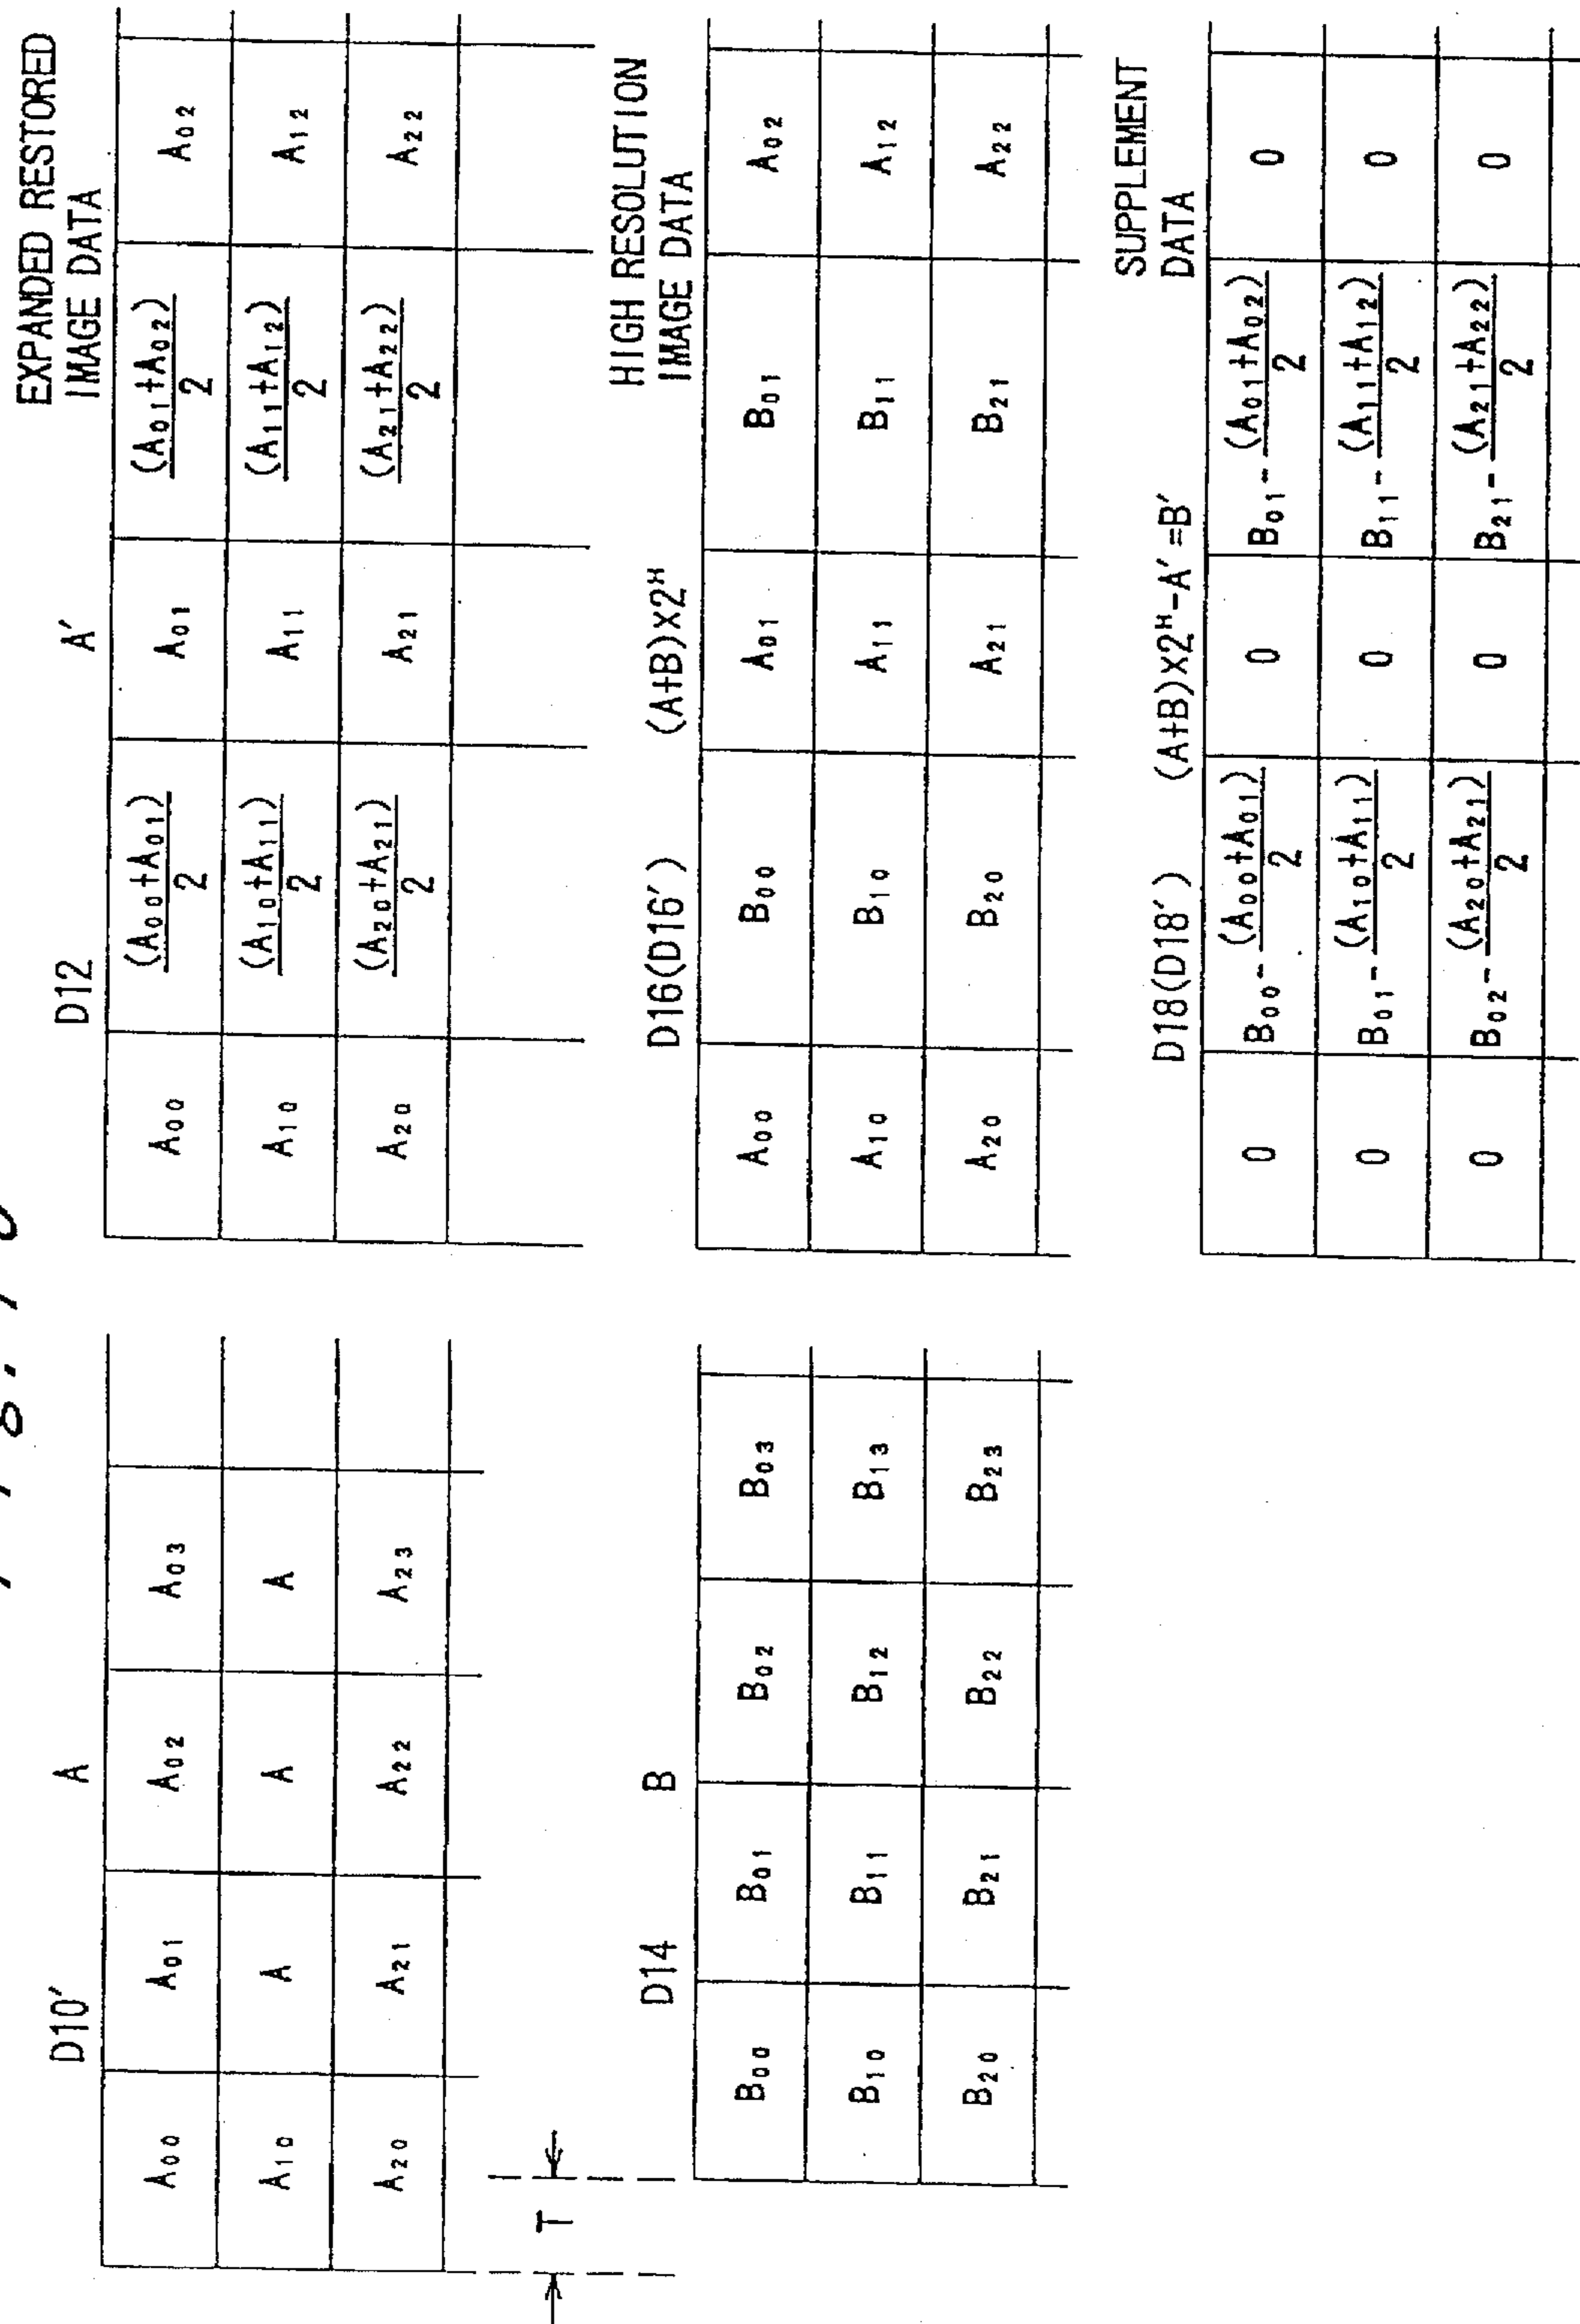 D10′ A
A00 A01 A02 A03
A10 A A A
A20 A21 A22 A23
T
D14 B
B00 B01 B02 B03
B10 B11 B12 B13
B20 B21 B22 B23
EXPANDED RESTORED
IMAGE DATA
D12 A′
A00 (A00+A01)/2 A01 (A01+A02)/2 A02
A10 (A10+A11)/2 A11 (A11+A12)/2 A12
A20 (A20+A21)/2 A21 (A21+A22)/2 A22
HIGH RESOLUTION
IMAGE DATA
D16(D16′) (A+B)×2ᴴ
A00 B00 A01 B01 A02
A10 B10 A11 B11 A12
A20 B20 A21 B21 A22
SUPPLEMENT
DATA
D18(D18′) (A+B)×2ᴴ-A′=B′
0 B00-(A00+A01)/2 0 B01-(A01+A02)/2 0
0 B01-(A10+A11)/2 0 B11-(A11+A12)/2 0
0 B02-(A20+A21)/2 0 B21-(A21+A22)/2 0